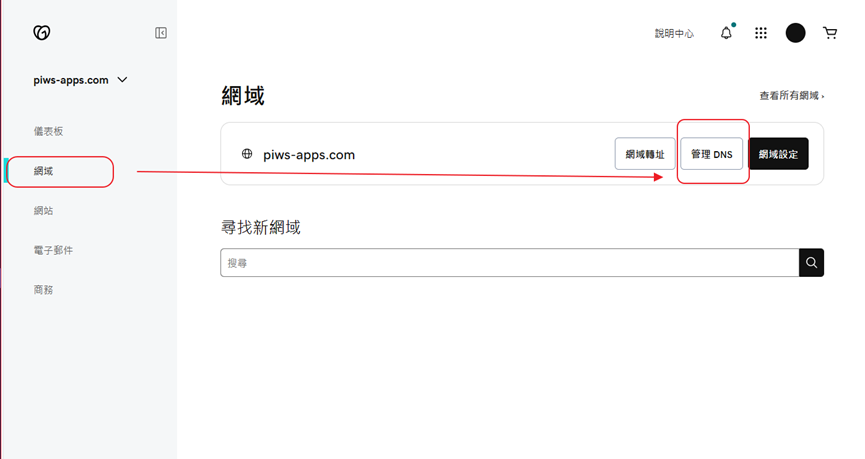 說明中心
piws-apps.com
網域
查看所有網域 ›
儀表板
piws-apps.com
網域轉址
管理 DNS
網域設定
網域
網站
尋找新網域
電子郵件
搜尋
商務